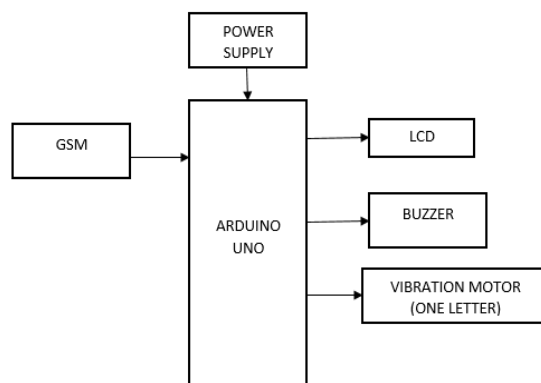 POWER
SUPPLY
GSM
LCD
ARDUINO
UNO
BUZZER
VIBRATION MOTOR
(ONE LETTER)